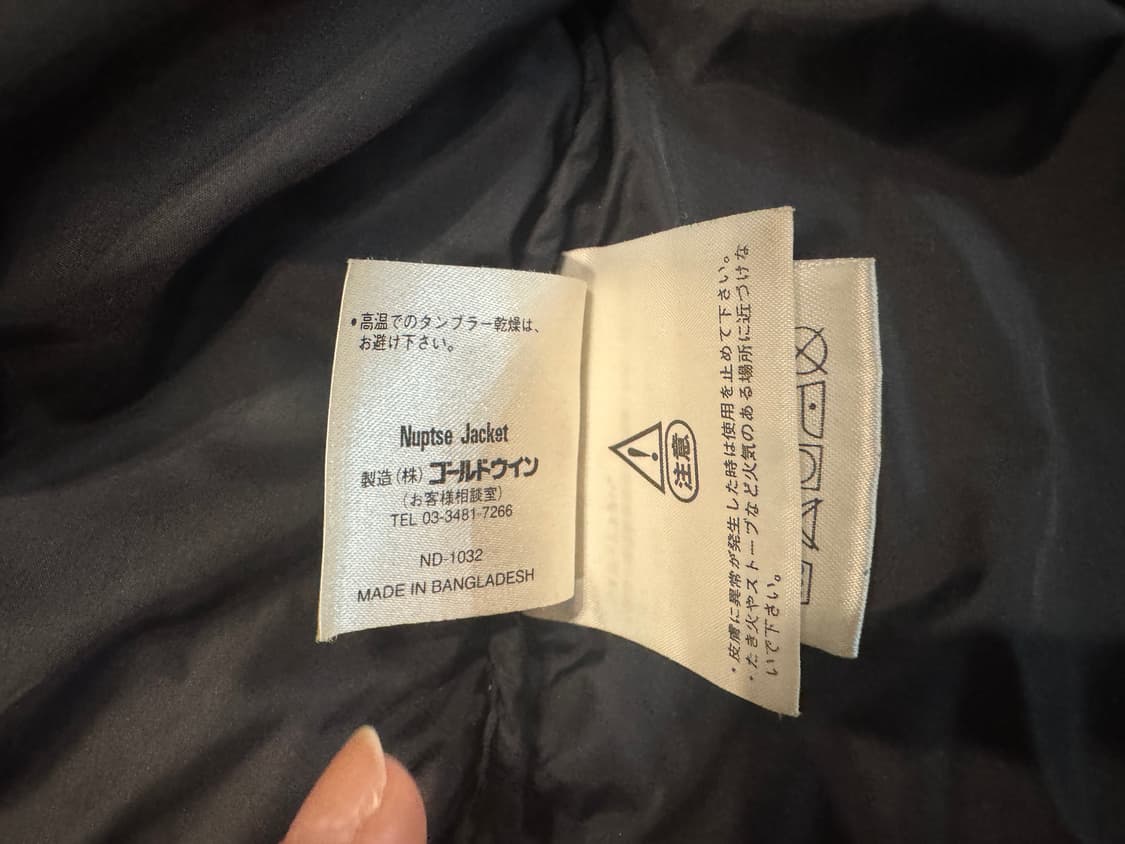 •高温でのタンブラー乾燥は、
お避け下さい。
Nuptse Jacket
製造(株)ゴールドウイン
(お客様相談室)
TEL 03-3481-7266
ND-1032
MADE IN BANGLADESH
注意
・皮膚に異常が発生した時は使用を止めて下さい。
・たき火やストーブなど火気のある場所に近づけな
いで下さい。